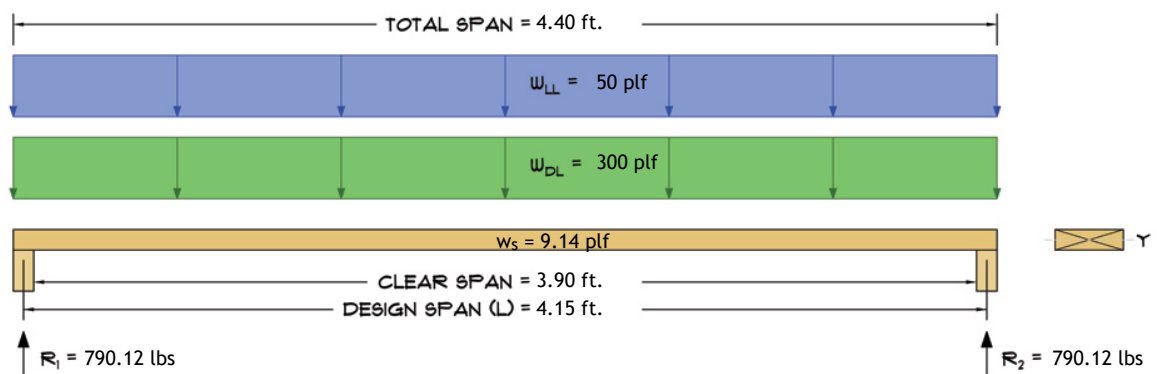 TOTAL SPAN = 4.40 ft.
WLL = 50 plf
WDL = 300 plf
ws = 9.14 plf
Y
CLEAR SPAN = 3.90 ft.
DESIGN SPAN (L) = 4.15 ft.
R1 = 790.12 lbs
R2 = 790.12 lbs